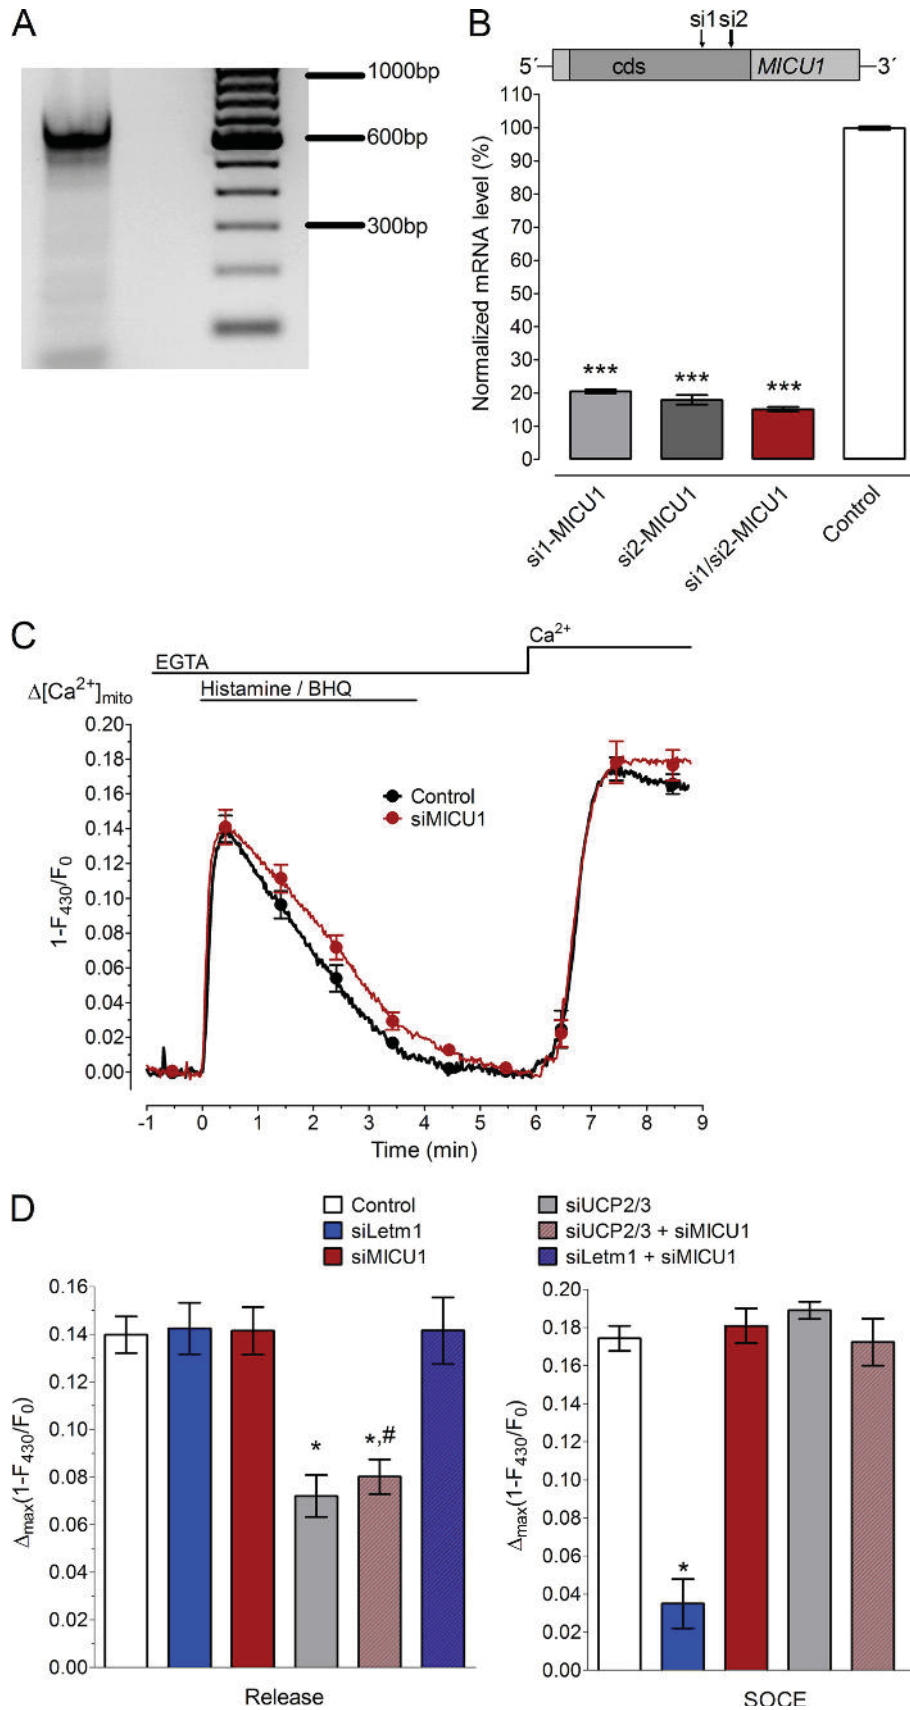 A
1000bp
600bp
300bp
B
si1 si2
5´ cds MICU1 3´
Normalized mRNA level (%)
110
100
90
80
70
60
50
40
30
20
10
0
*** *** ***
si1-MICU1
si2-MICU1
si1/si2-MICU1
Control
C
Ca2+
EGTA
Histamine / BHQ
Δ[Ca2+]mito
0.20
0.18
0.16
0.14
0.12
0.10
0.08
0.06
0.04
0.02
0.00
1-F430/F0
Control
siMICU1
-1 0 1 2 3 4 5 6 7 8 9
Time (min)
D
Control
siLetm1
siMICU1
siUCP2/3
siUCP2/3 + siMICU1
siLetm1 + siMICU1
Δmax(1-F430/F0)
0.16
0.14
0.12
0.10
0.08
0.06
0.04
0.02
0.00
* *,#
Release
Δmax(1-F430/F0)
0.20
0.18
0.16
0.14
0.12
0.10
0.08
0.06
0.04
0.02
0.00
*
SOCE